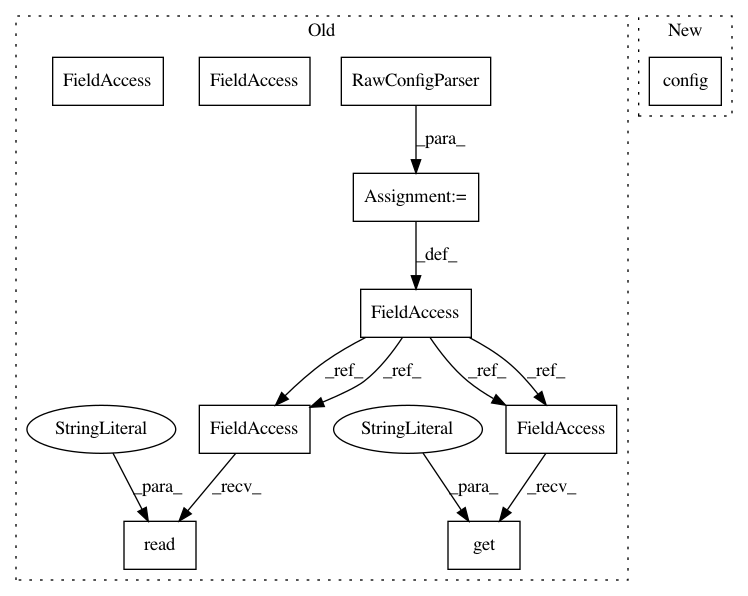 Old
New
FieldAccess
FieldAccess
RawConfigParser
config
_para_
Assignment:=
_def_
FieldAccess
_ref_
_ref_
_ref_
_ref_
StringLiteral
FieldAccess
StringLiteral
FieldAccess
_para_
_recv_
_para_
_recv_
read
get